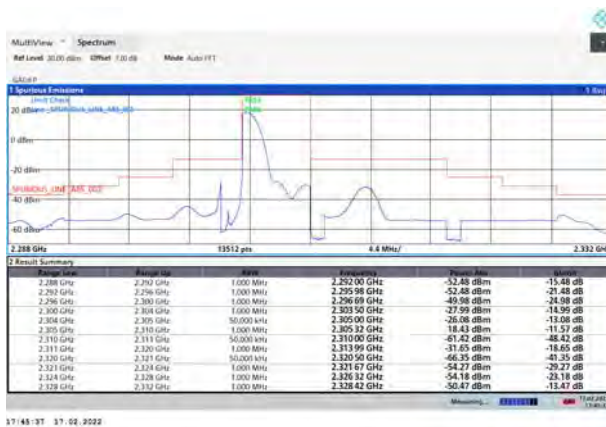 MultiView Spectrum
Ref Level 30.00 dBm Offset 1.00 dB Mode Auto FFT
1 Spurious Emissions
Limit Check
20 dBm
0 dBm
-20 dBm
-40 dBm
-60 dBm
2.288 GHz 13512 pts 4.4 MHz/ 2.332 GHz
2 Result Summary
Range Low Range Up RBW Frequency Power Abs ΔLimit
2.288 GHz 2.292 GHz 1.000 MHz 2.292 00 GHz -52.48 dBm -15.48 dB
2.292 GHz 2.296 GHz 1.000 MHz 2.295 98 GHz -52.48 dBm -21.48 dB
2.296 GHz 2.300 GHz 1.000 MHz 2.296 69 GHz -49.98 dBm -24.98 dB
2.300 GHz 2.304 GHz 1.000 MHz 2.303 50 GHz -27.99 dBm -14.99 dB
2.304 GHz 2.305 GHz 50.000 kHz 2.305 00 GHz -26.08 dBm -13.08 dB
2.305 GHz 2.310 GHz 1.000 MHz 2.305 32 GHz 18.43 dBm -11.57 dB
2.310 GHz 2.311 GHz 50.000 kHz 2.310 00 GHz -61.42 dBm -48.42 dB
2.311 GHz 2.320 GHz 1.000 MHz 2.313 99 GHz -31.65 dBm -18.65 dB
2.320 GHz 2.321 GHz 50.000 kHz 2.320 50 GHz -66.35 dBm -41.35 dB
2.321 GHz 2.324 GHz 1.000 MHz 2.321 67 GHz -54.27 dBm -29.27 dB
2.324 GHz 2.328 GHz 1.000 MHz 2.326 32 GHz -54.18 dBm -23.18 dB
2.328 GHz 2.332 GHz 1.000 MHz 2.328 42 GHz -50.47 dBm -13.47 dB
Measuring...
17:45:37 17.02.2022